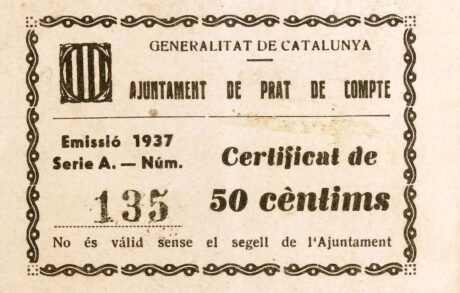 GENERALITAT DE CATALUNYA
AJUNTAMENT DE PRAT DE COMPTE
Emissió 1937
Serie A. — Núm.
135
Certificat de
50 cèntims
No és válid sense el segell de l'Ajuntament